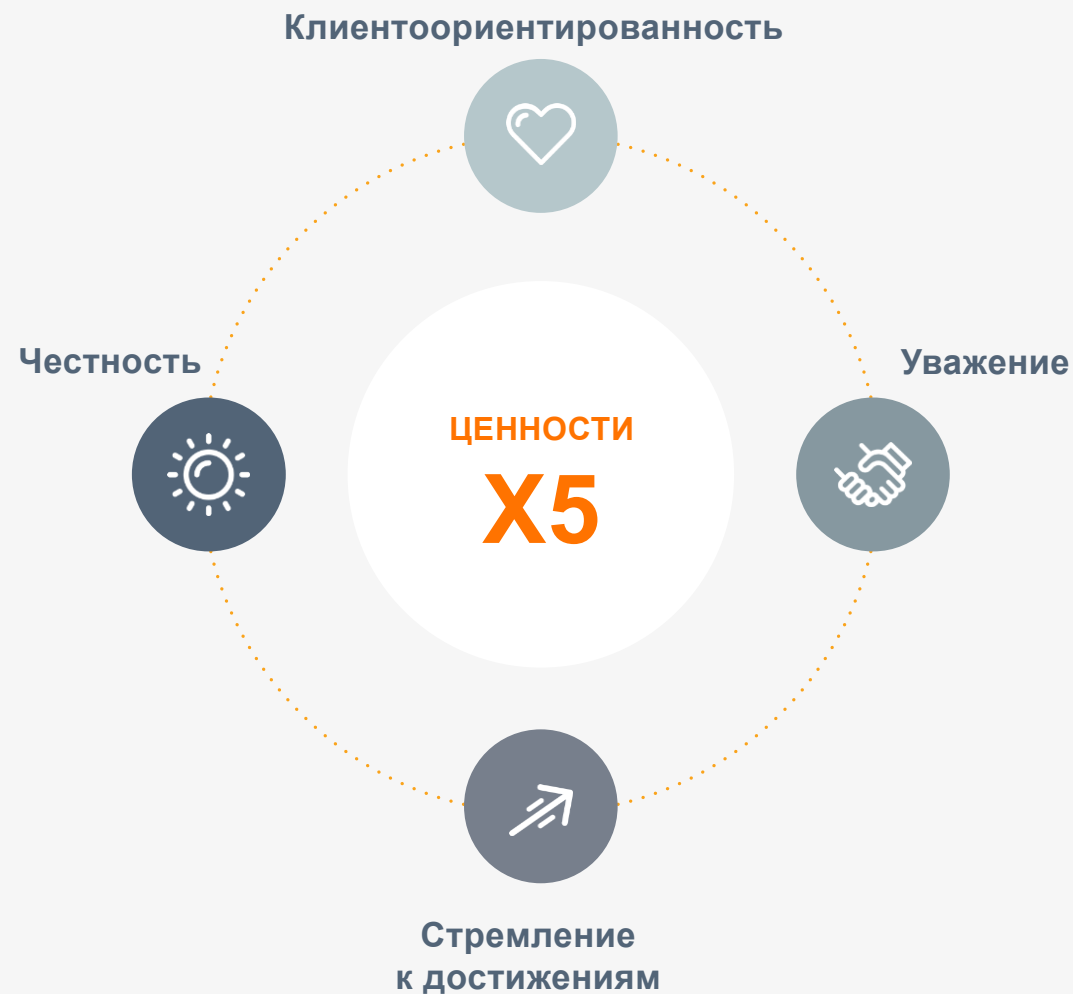 Клиентоориентированность
Честность
Уважение
ЦЕННОСТИ
X5
Стремление
к достижениям